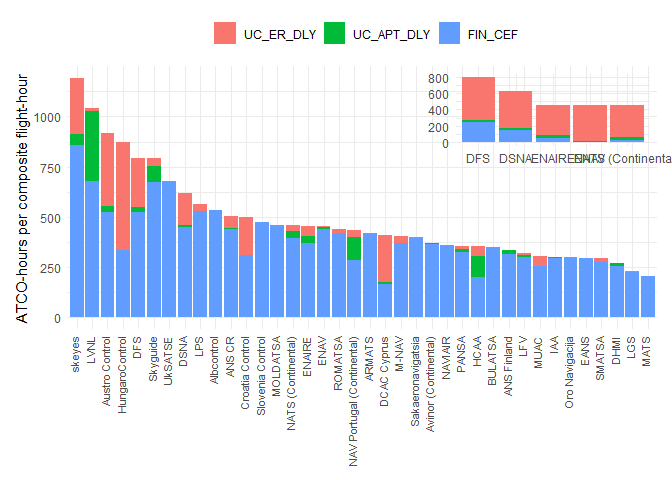 UC_ER_DLY UC_APT_DLY FIN_CEF
ATCO-hours per composite flight-hour
1000
750
500
250
0
800
600
400
200
0
DFS DSNA ENAIRE ENAV NATS (Continental)
skeyes
LVNL
Austro Control
HungaroControl
DFS
Skyguide
UkSATSE
DSNA
LPS
Albcontrol
ANS CR
Croatia Control
Slovenia Control
MOLDATSA
NATS (Continental)
ENAIRE
ENAV
ROMATSA
NAV Portugal (Continental)
ARMATS
DCAC Cyprus
M-NAV
Sakaeronavigatsia
Avinor (Continental)
NAVIAIR
PANSA
HCAA
BULATSA
ANS Finland
LFV
MUAC
IAA
Oro Navigacija
EANS
SMATSA
DHMI
LGS
MATS